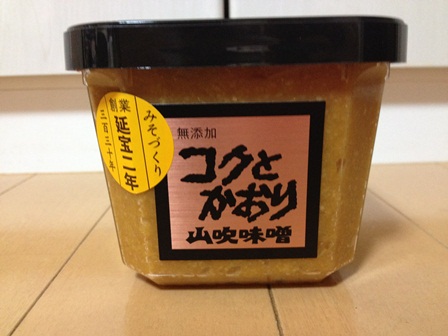 みそづくり
創業
延宝二年
三百三十年
無添加
コクと
かおり
山吹味噌